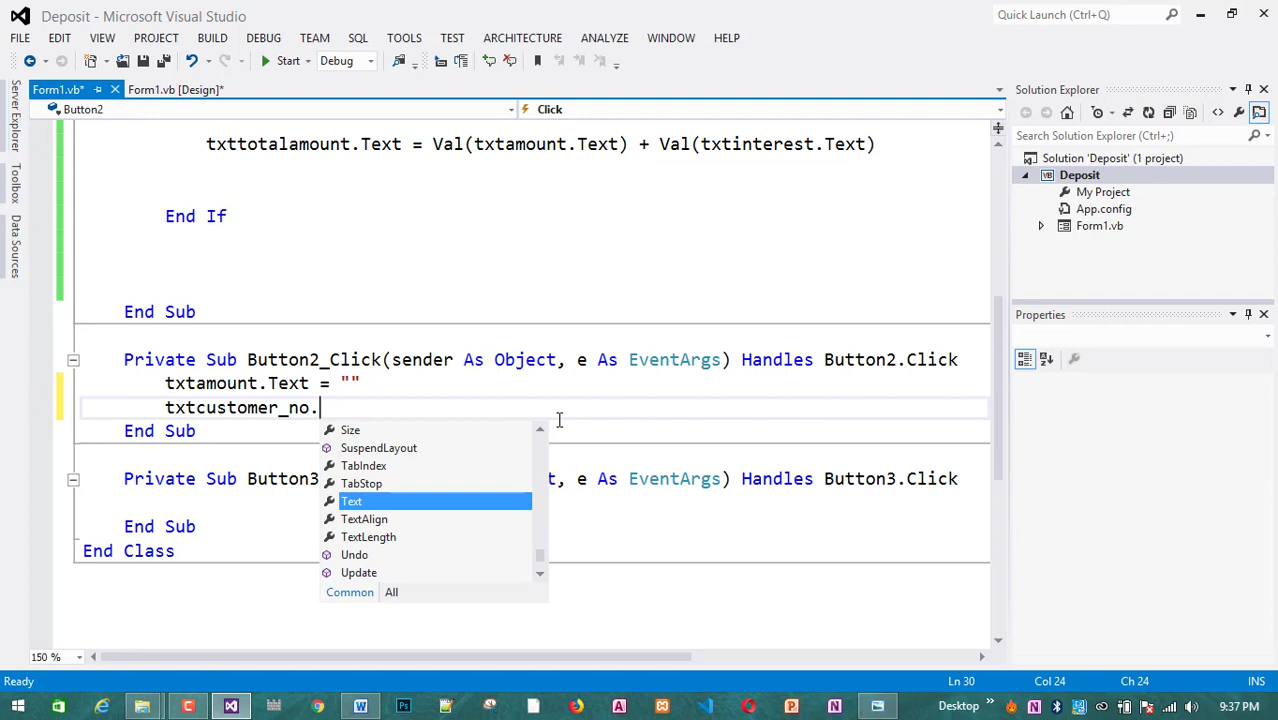 Deposit - Microsoft Visual Studio
Quick Launch (Ctrl+Q)
FILE EDIT VIEW PROJECT BUILD DEBUG TEAM SQL TOOLS TEST ARCHITECTURE ANALYZE WINDOW HELP
Start Debug
Form1.vb* Form1.vb [Design]*
Button2 Click
Server Explorer
Toolbox
Data Sources
txttotalamount.Text = Val(txtamount.Text) + Val(txtinterest.Text)
End If
End Sub
Private Sub Button2_Click(sender As Object, e As EventArgs) Handles Button2.Click
txtamount.Text = ""
txtcustomer_no.
End Sub
Size
SuspendLayout
TabIndex
TabStop
Text
TextAlign
TextLength
Undo
Update
Common All
Private Sub Button3 t, e As EventArgs) Handles Button3.Click
End Sub
End Class
150 %
Solution Explorer
Search Solution Explorer (Ctrl+;)
Solution 'Deposit' (1 project)
Deposit
My Project
App.config
Form1.vb
Properties
Ready Ln 30 Col 24 Ch 24 INS
Desktop 9:37 PM